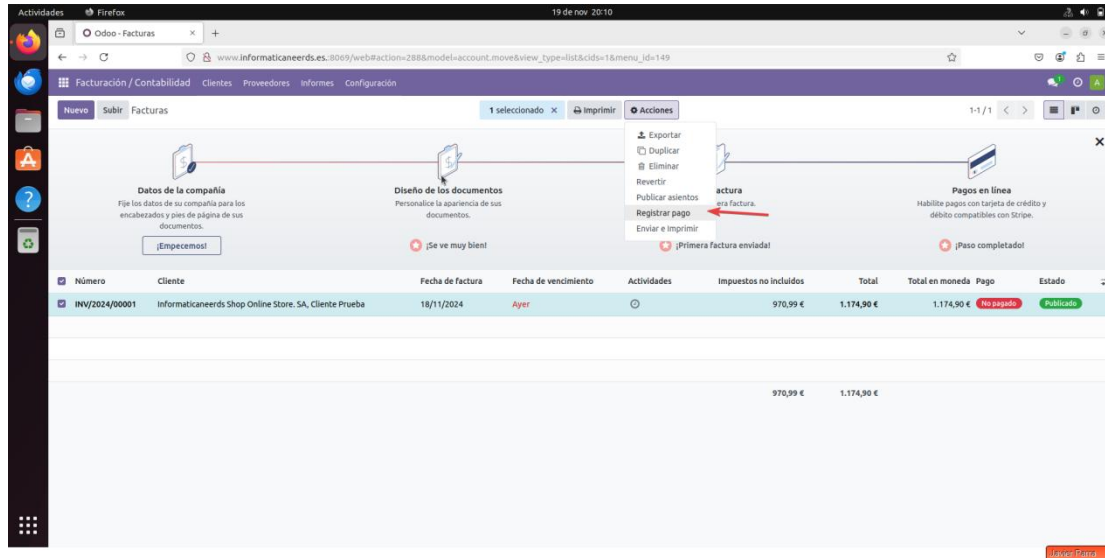 Actividades Firefox 19 de nov 20:10
Odoo - Facturas × +
www.informaticaneerds.es.:8069/web#action=288&model=account.move&view_type=list&cids=1&menu_id=149
Facturación / Contabilidad Clientes Proveedores Informes Configuración 1 A
Nuevo Subir Facturas 1 seleccionado × Imprimir Acciones 1-1 / 1
Exportar
Duplicar
Eliminar
Revertir
Publicar asientos
Registrar pago
Enviar e Imprimir
Datos de la compañía
Fije los datos de su compañía para los
encabezados y pies de página de sus
documentos.
¡Empecemos!
Diseño de los documentos
Personalice la apariencia de sus
documentos.
¡Se ve muy bien!
actura
era factura.
¡Primera factura enviada!
Pagos en línea
Habilite pagos con tarjeta de crédito y
débito compatibles con Stripe.
¡Paso completado!
Número Cliente Fecha de factura Fecha de vencimiento Actividades Impuestos no incluidos Total Total en moneda Pago Estado
INV/2024/00001 Informaticaneerds Shop Online Store. SA, Cliente Prueba 18/11/2024 Ayer 970,99 € 1.174,90 € 1.174,90 € No pagado Publicado
970,99 € 1.174,90 €
Javier Parra